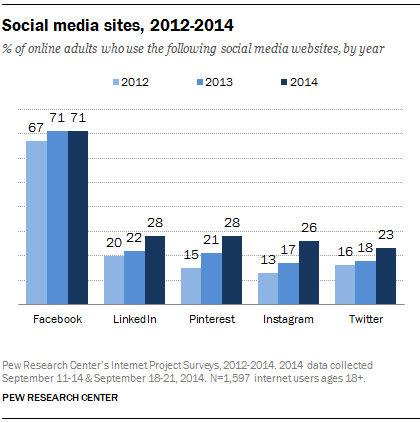 Social media sites, 2012-2014
% of online adults who use the following social media websites, by year
2012 2013 2014
67 71 71
20 22 28
15 21 28
13 17 26
16 18 23
Facebook LinkedIn Pinterest Instagram Twitter
Pew Research Center's Internet Project Surveys, 2012-2014. 2014 data collected
September 11-14 & September 18-21, 2014. N=1,597 internet users ages 18+.
PEW RESEARCH CENTER